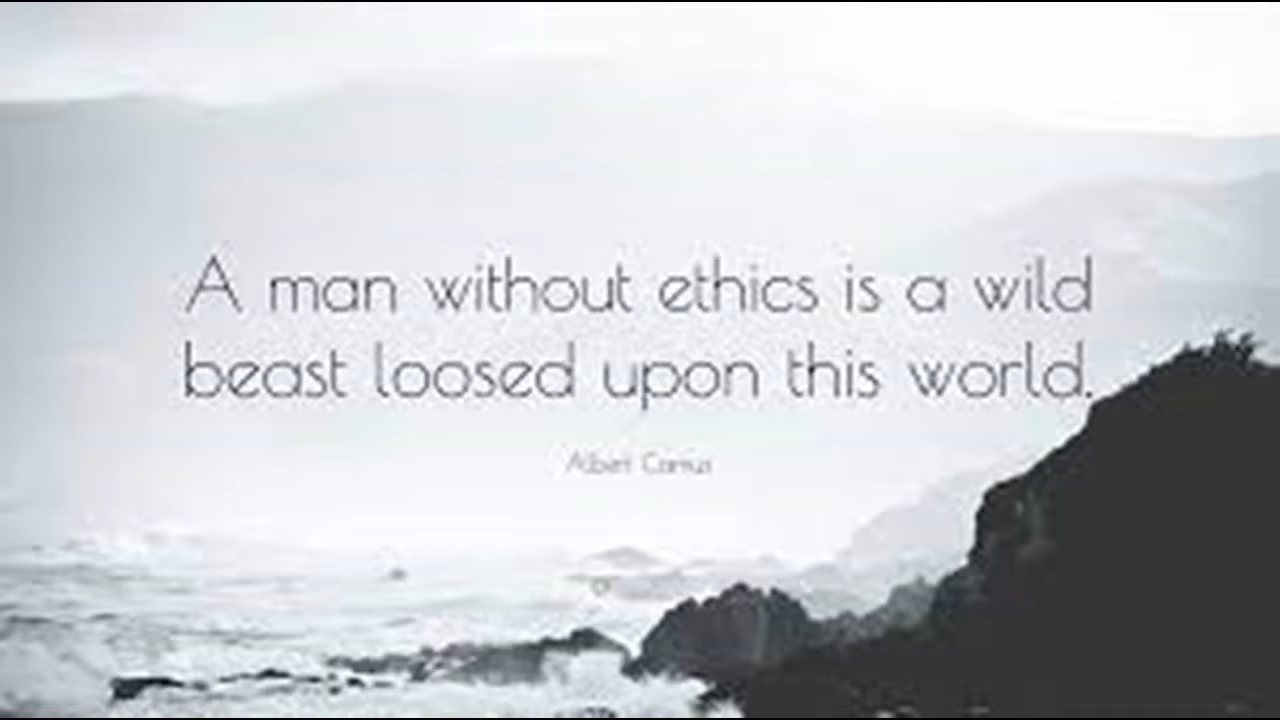 A man without ethics is a wild
beast loosed upon this world.
Albert Camus